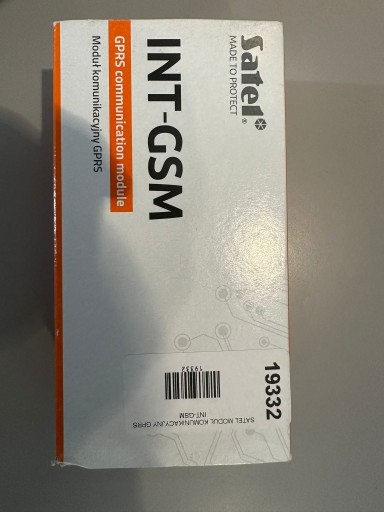 Satel®
MADE TO PROTECT
INT-GSM
GPRS communication module
Moduł komunikacyjny GPRS
19332
19332
SATEL MODUŁ KOMUNIKACYJNY GPRS
INT-GSM